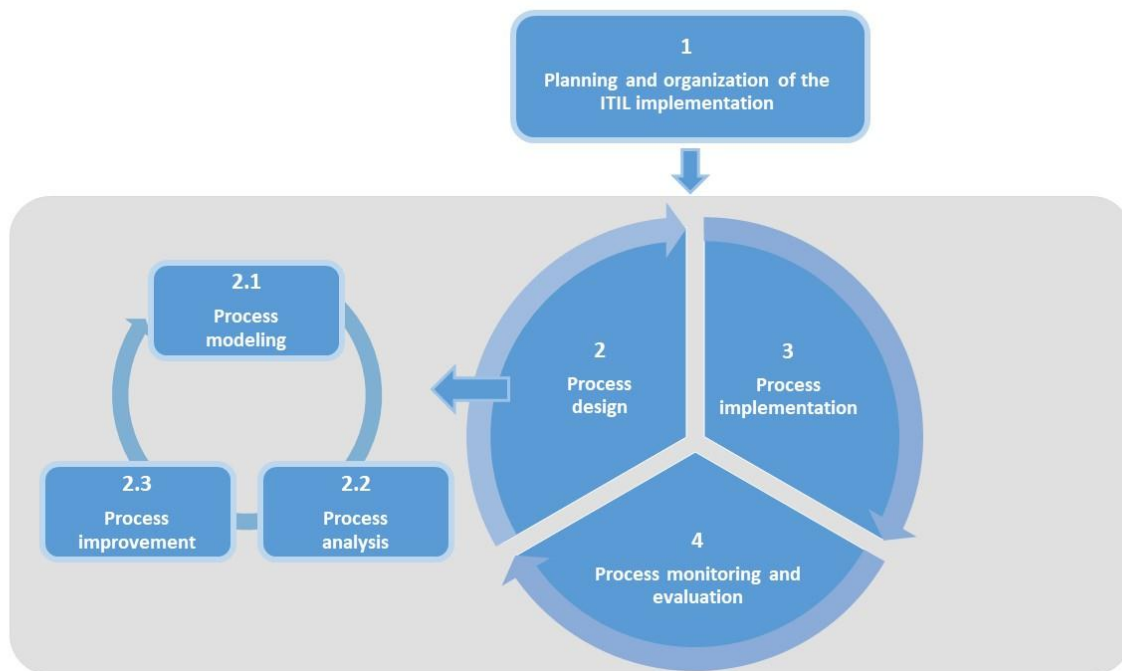 1
Planning and organization of the
ITIL implementation
2.1
Process
modeling
2.3
Process
improvement
2.2
Process
analysis
2
Process
design
3
Process
implementation
4
Process monitoring and
evaluation